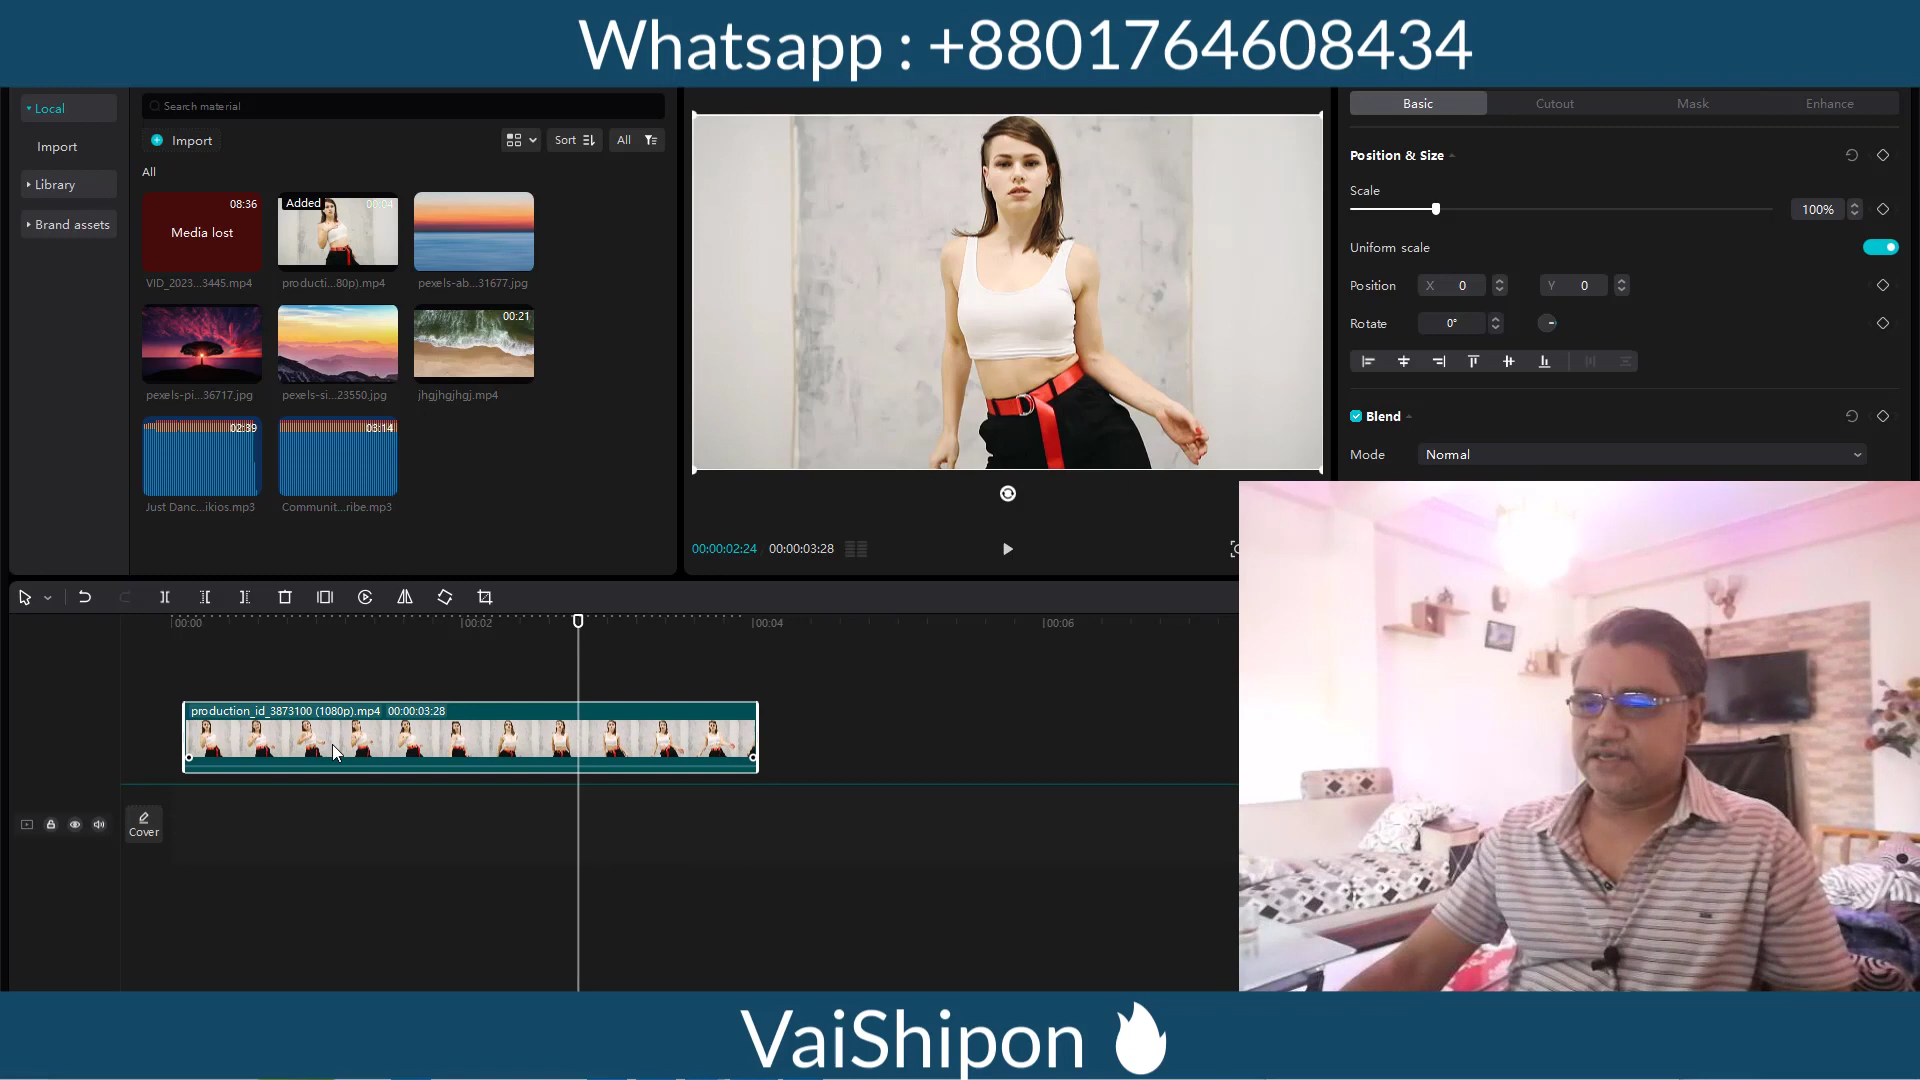 Whatsapp : +8801764608434
Local
Import
Library
Brand assets
Search material
Import
Sort
All
All
08:36
Media lost
VID_2023...3445.mp4
Added
00:04
producti...80p).mp4
pexels-ab...31677.jpg
pexels-pi...36717.jpg
pexels-si...23550.jpg
00:21
jhgjhgjhgj.mp4
02:39
Just Danc...ikios.mp3
03:14
Communit...ribe.mp3
00:00:02:24
00:00:03:28
Basic
Cutout
Mask
Enhance
Position & Size
Scale
100%
Uniform scale
Position
X 0
Y 0
Rotate
0°
Blend
Mode
Normal
00:00
00:02
00:04
00:06
production_id_3873100 (1080p).mp4 00:00:03:28
Cover
VaiShipon